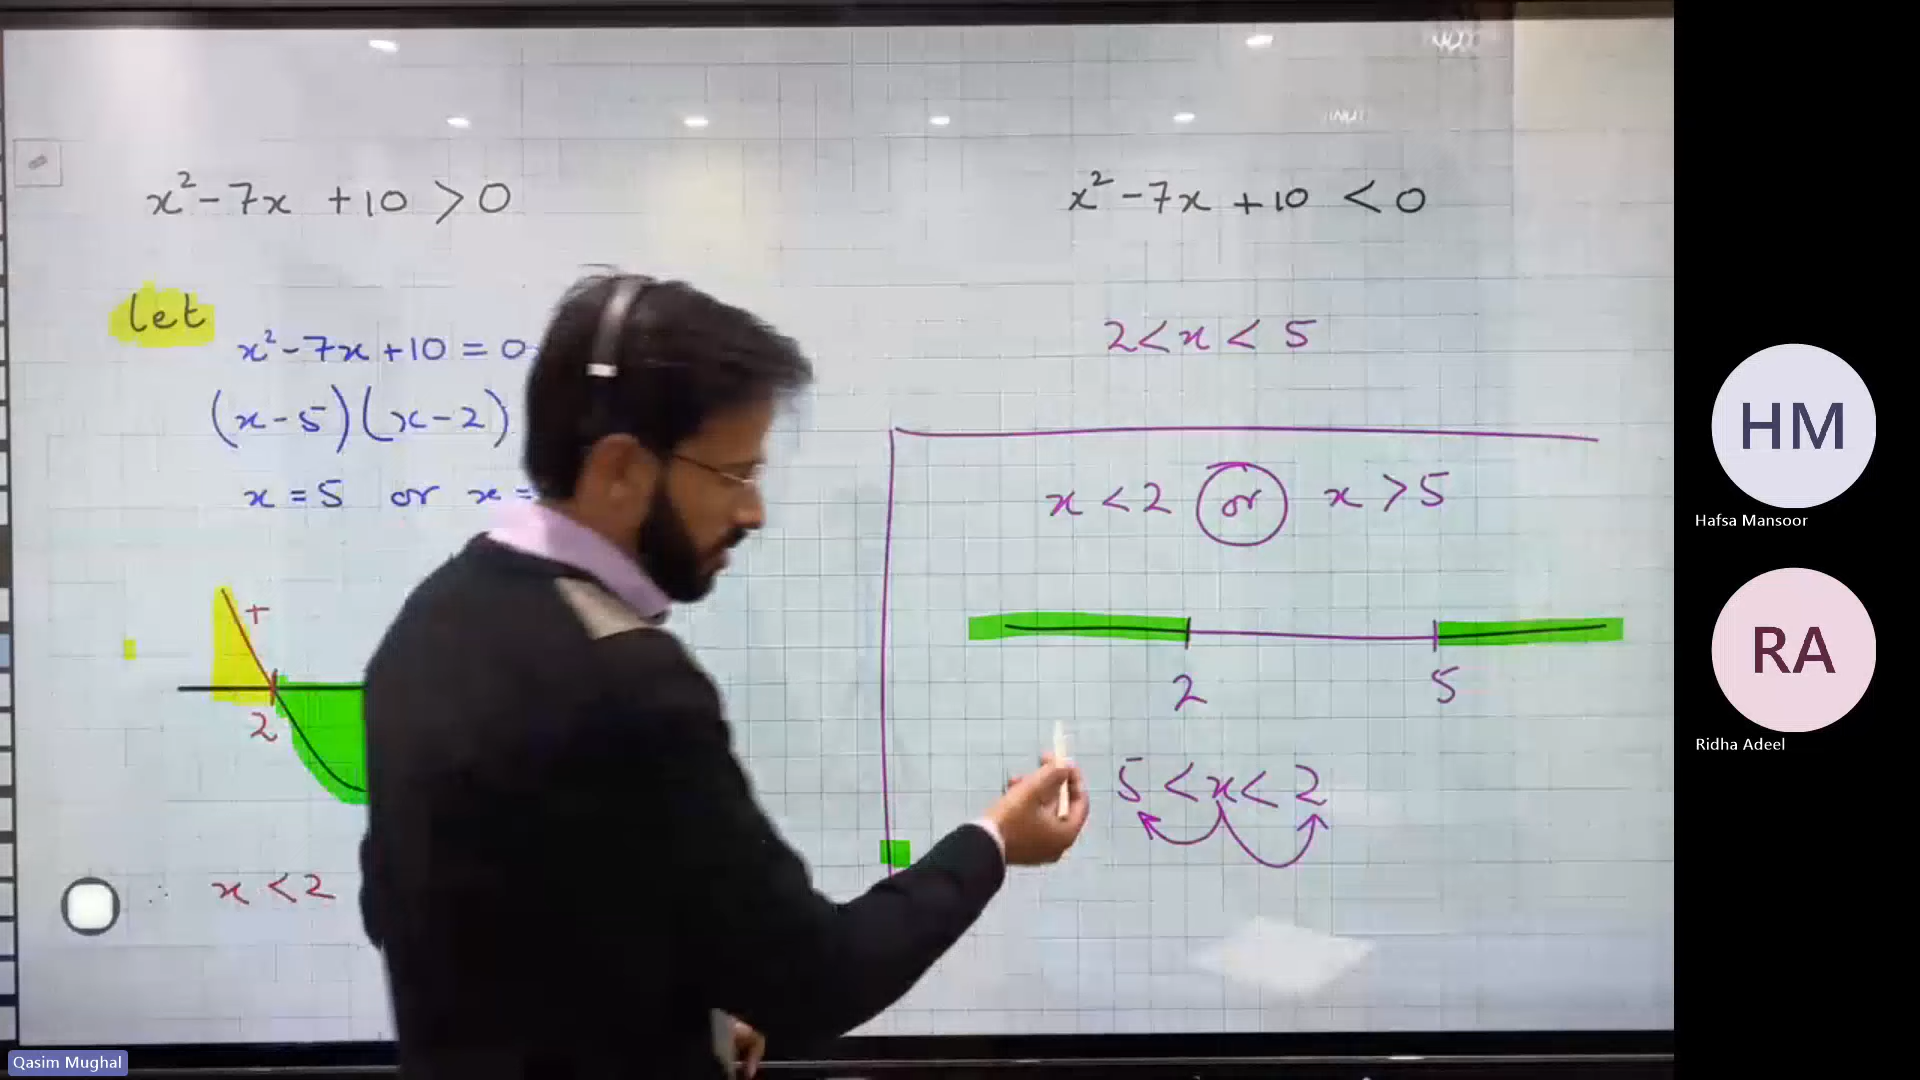 x² - 7x + 10 > 0
let
x² - 7x + 10 = 0
(x - 5)(x - 2)
x = 5 or x =
+
2
∴ x < 2
x² - 7x + 10 < 0
2 < x < 5
x < 2 or x > 5
2 5
5 < x < 2
HM
Hafsa Mansoor
RA
Ridha Adeel
Qasim Mughal